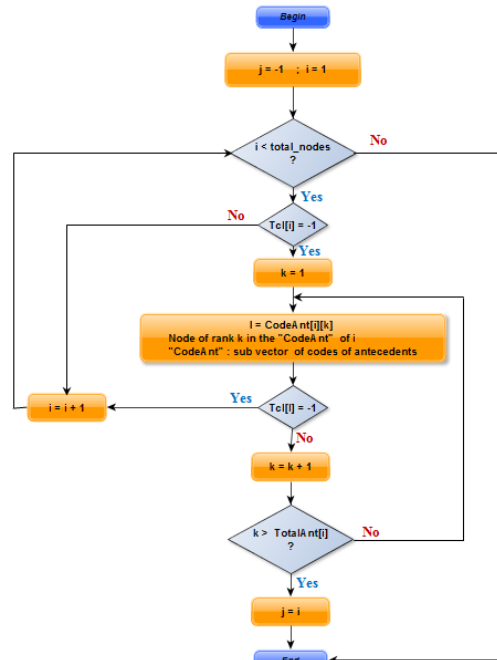 Begin
j = -1 ; i = 1
i < total_nodes
?
No
Yes
No
Tcl[i] = -1
Yes
k = 1
l = CodeAnt[i][k]
Node of rank k in the "CodeAnt" of i
"CodeAnt" : sub vector of codes of antecedents
Yes
Tcl[l] = -1
i = i + 1
No
k = k + 1
k > TotalAnt[i]
?
No
Yes
j = i
End